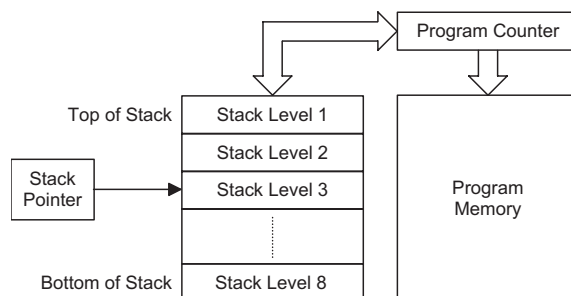 Program Counter
Top of Stack
Stack Level 1
Stack Level 2
Stack
Pointer
Stack Level 3
Program
Memory
Bottom of Stack
Stack Level 8